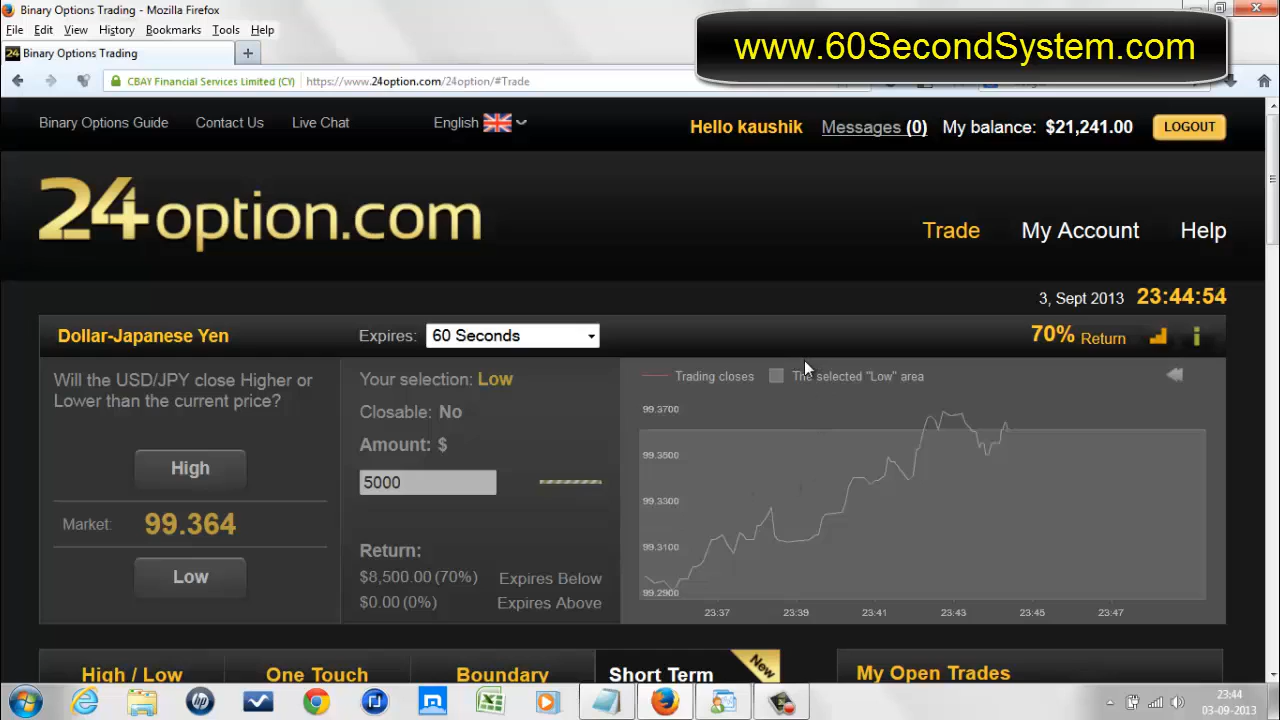 Binary Options Trading - Mozilla Firefox
File Edit View History Bookmarks Tools Help
www.60SecondSystem.com
24 Binary Options Trading
CBAY Financial Services Limited (CY) https://www.24option.com/24option/#Trade
Binary Options Guide Contact Us Live Chat English Hello kaushik Messages (0) My balance: $21,241.00 LOGOUT
24option.com
Trade My Account Help
3, Sept 2013 23:44:54
Dollar-Japanese Yen Expires: 60 Seconds 70% Return
Will the USD/JPY close Higher or
Lower than the current price?
High
Market: 99.364
Low
Your selection: Low
Closable: No
Amount: $
5000
Return:
$8,500.00 (70%) Expires Below
$0.00 (0%) Expires Above
Trading closes The selected "Low" area
99.3700
99.3500
99.3300
99.3100
99.2900
23:37 23:39 23:41 23:43 23:45 23:47
High / Low One Touch Boundary Short Term New My Open Trades
23:44
03-09-2013